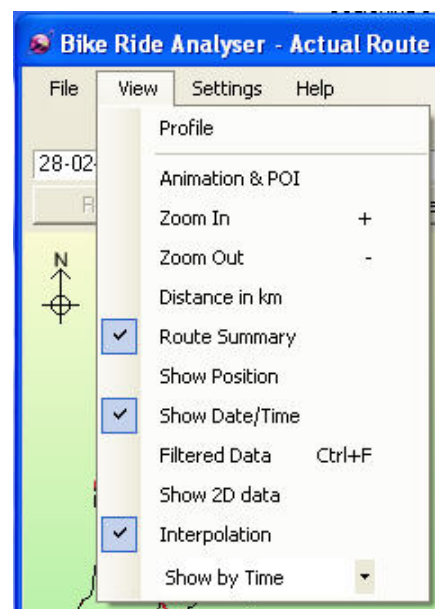 Bike Ride Analyser - Actual Route
File View Settings Help
Profile
28-02-
Animation & POI
Zoom In +
Zoom Out -
N
Distance in km
Route Summary
Show Position
Show Date/Time
Filtered Data Ctrl+F
Show 2D data
Interpolation
Show by Time